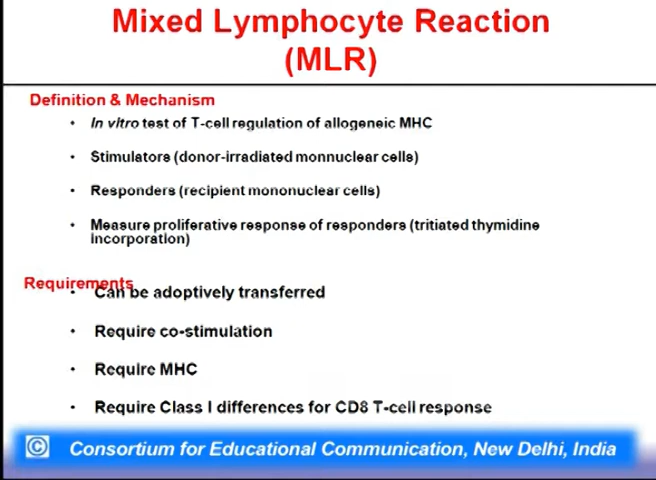 Mixed Lymphocyte Reaction
(MLR)
Definition & Mechanism
• In vitro test of T-cell regulation of allogeneic MHC
• Stimulators (donor-irradiated monnuclear cells)
• Responders (recipient mononuclear cells)
• Measure proliferative response of responders (tritiated thymidine
incorporation)
Requirements
• Can be adoptively transferred
• Require co-stimulation
• Require MHC
• Require Class I differences for CD8 T-cell response
© Consortium for Educational Communication, New Delhi, India